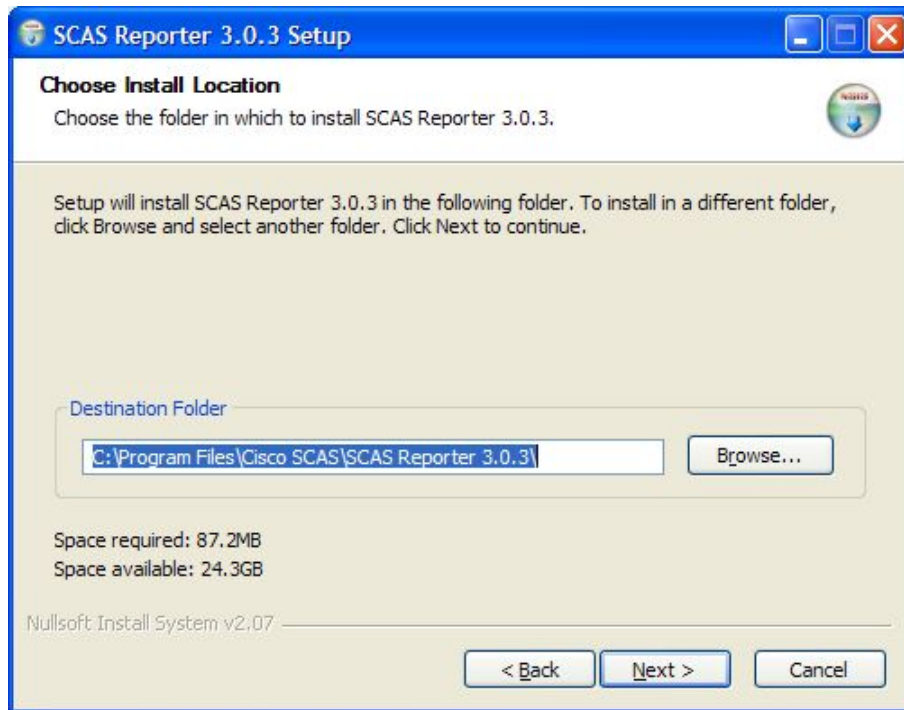 SCAS Reporter 3.0.3 Setup
Choose Install Location
Choose the folder in which to install SCAS Reporter 3.0.3.
Setup will install SCAS Reporter 3.0.3 in the following folder. To install in a different folder,
click Browse and select another folder. Click Next to continue.
Destination Folder
C:\Program Files\Cisco SCAS\SCAS Reporter 3.0.3\
Browse...
Space required: 87.2MB
Space available: 24.3GB
Nullsoft Install System v2.07
< Back
Next >
Cancel